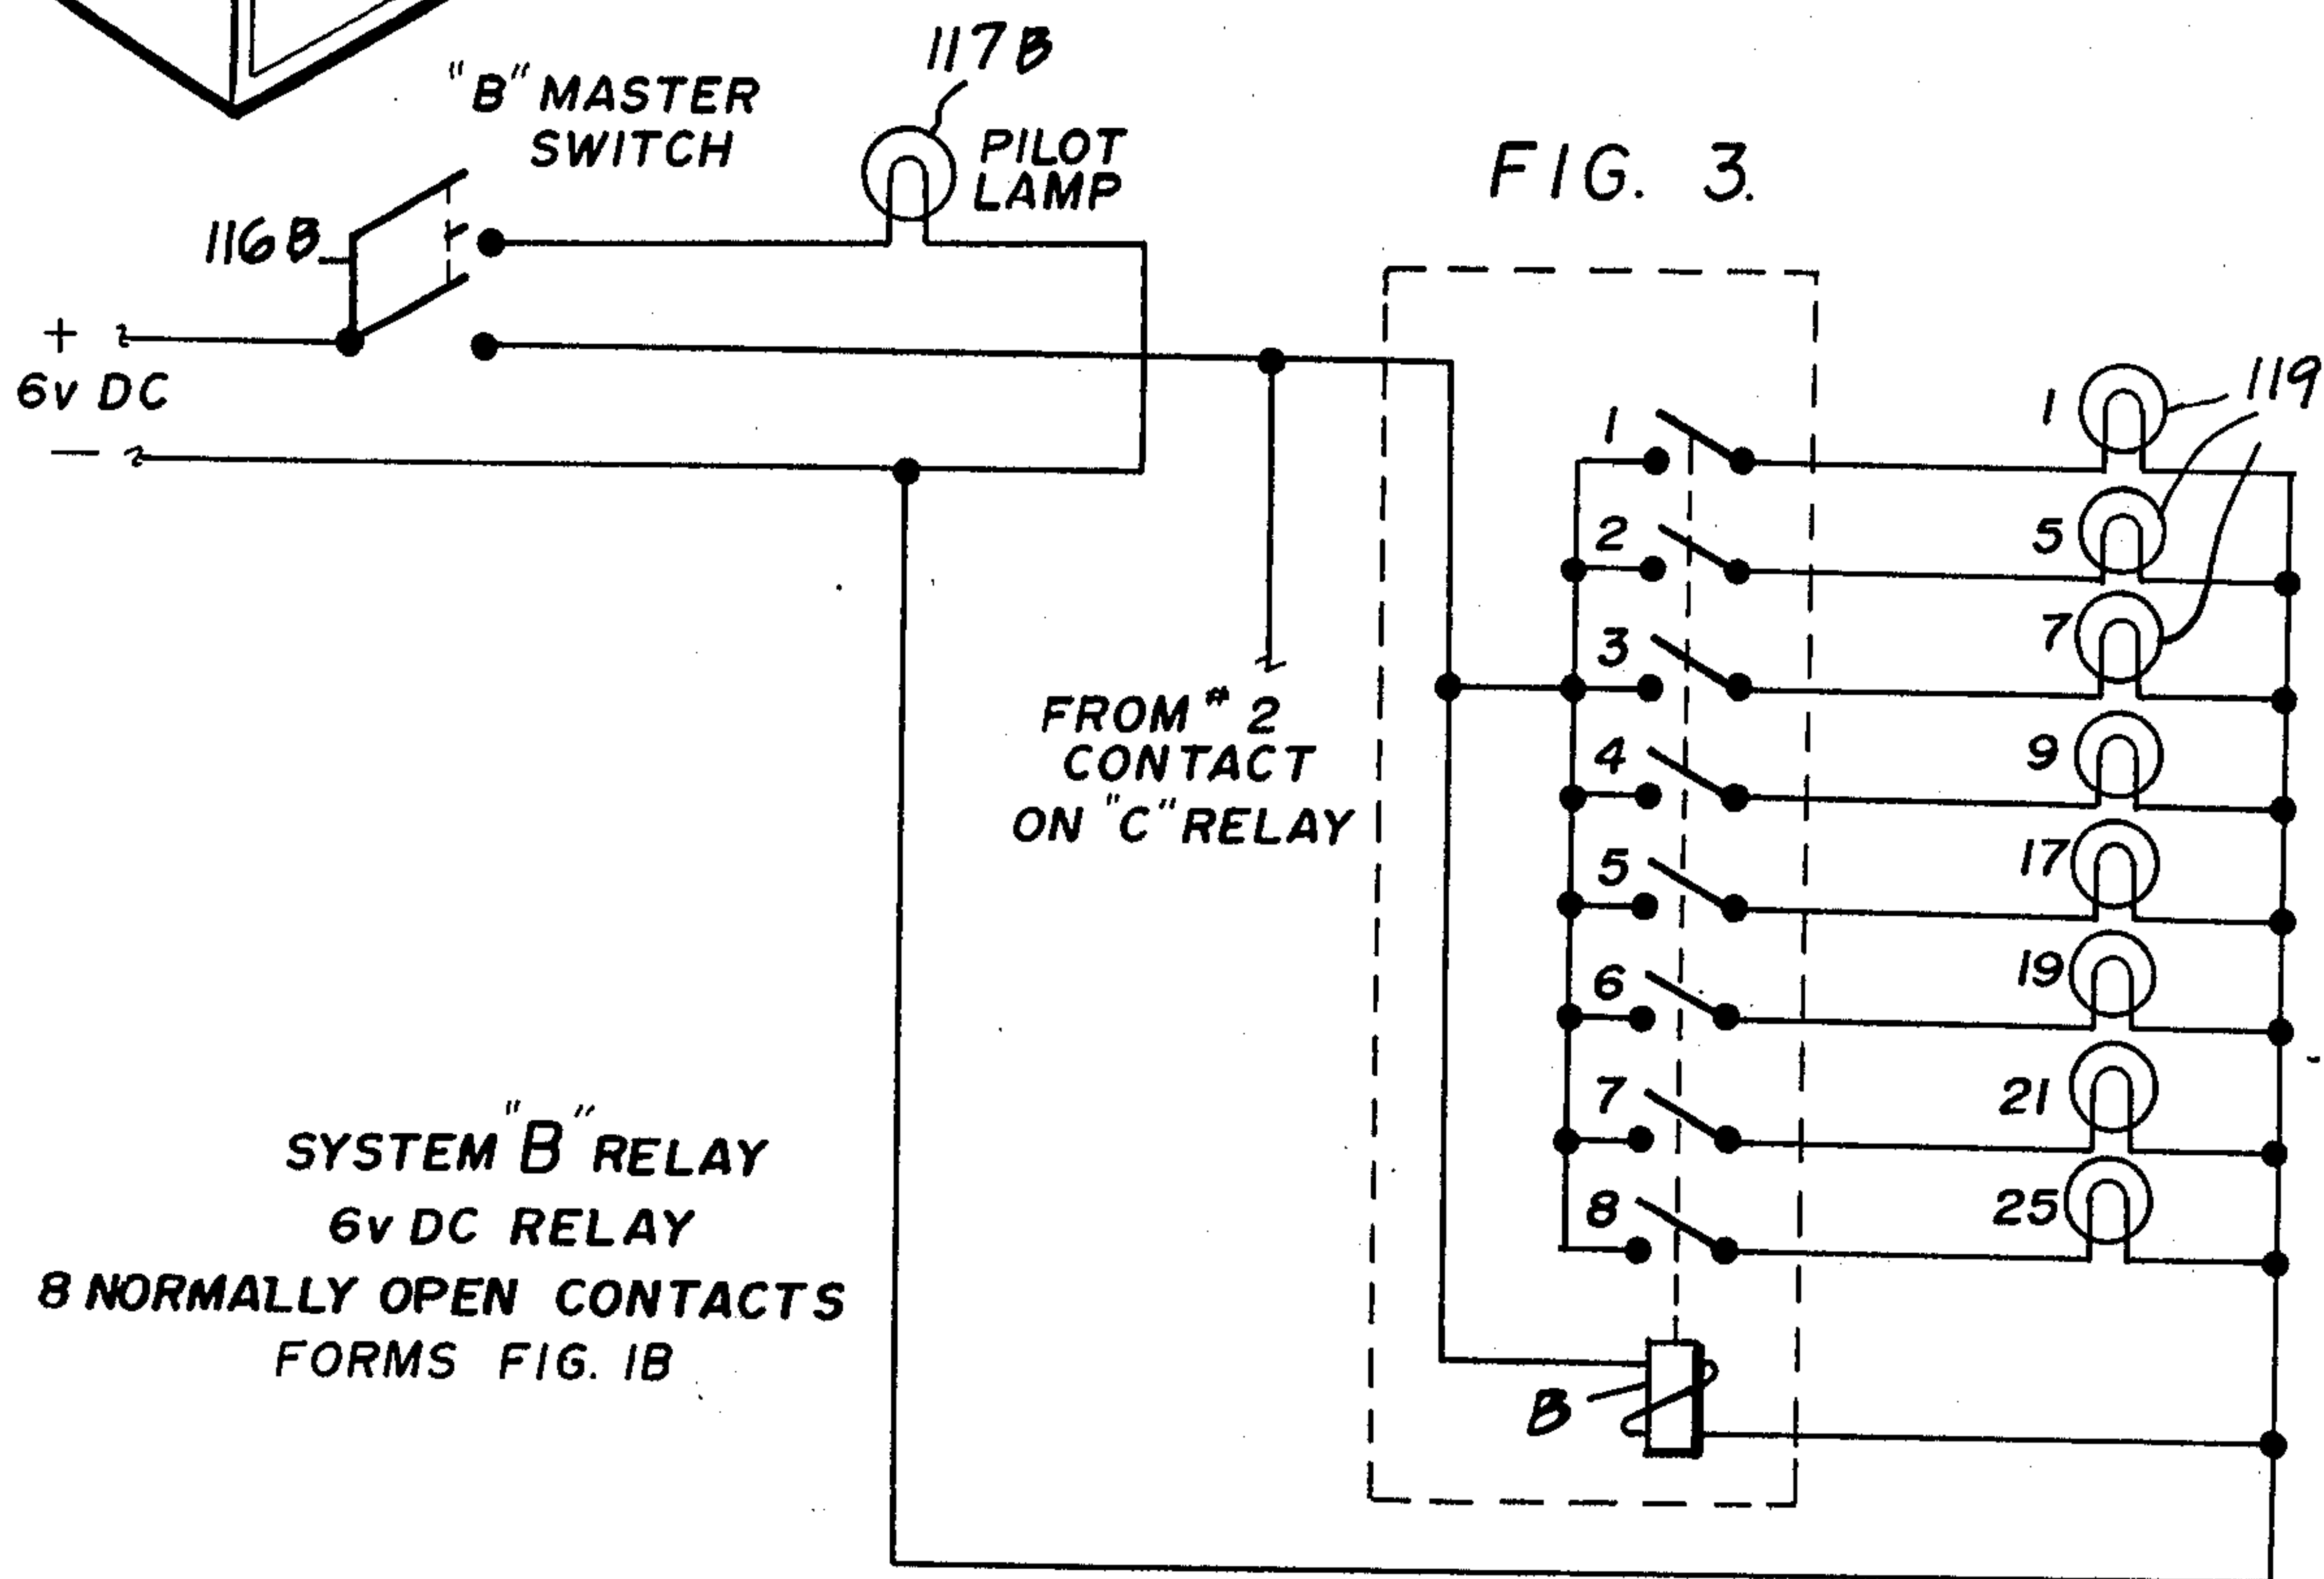 117B
"B" MASTER
SWITCH
PILOT
LAMP
FIG. 3.
116B
+
6v DC
−
119
1
2
3
4
5
6
7
8
1
5
7
9
17
19
21
25
FROM # 2
CONTACT
ON "C" RELAY
SYSTEM "B" RELAY
6v DC RELAY
8 NORMALLY OPEN CONTACTS
FORMS FIG. 1B
B